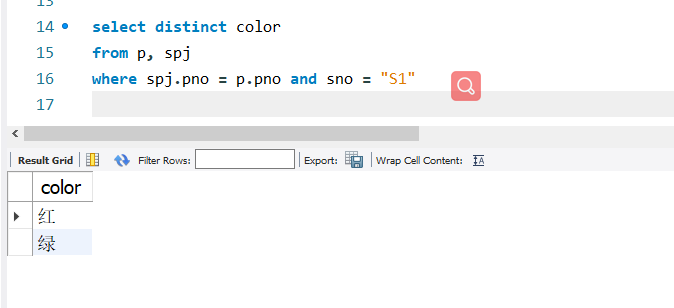 13
14 select distinct color
15 from p, spj
16 where spj.pno = p.pno and sno = "S1"
17
Result Grid Filter Rows: Export: Wrap Cell Content: IA
color
红
绿